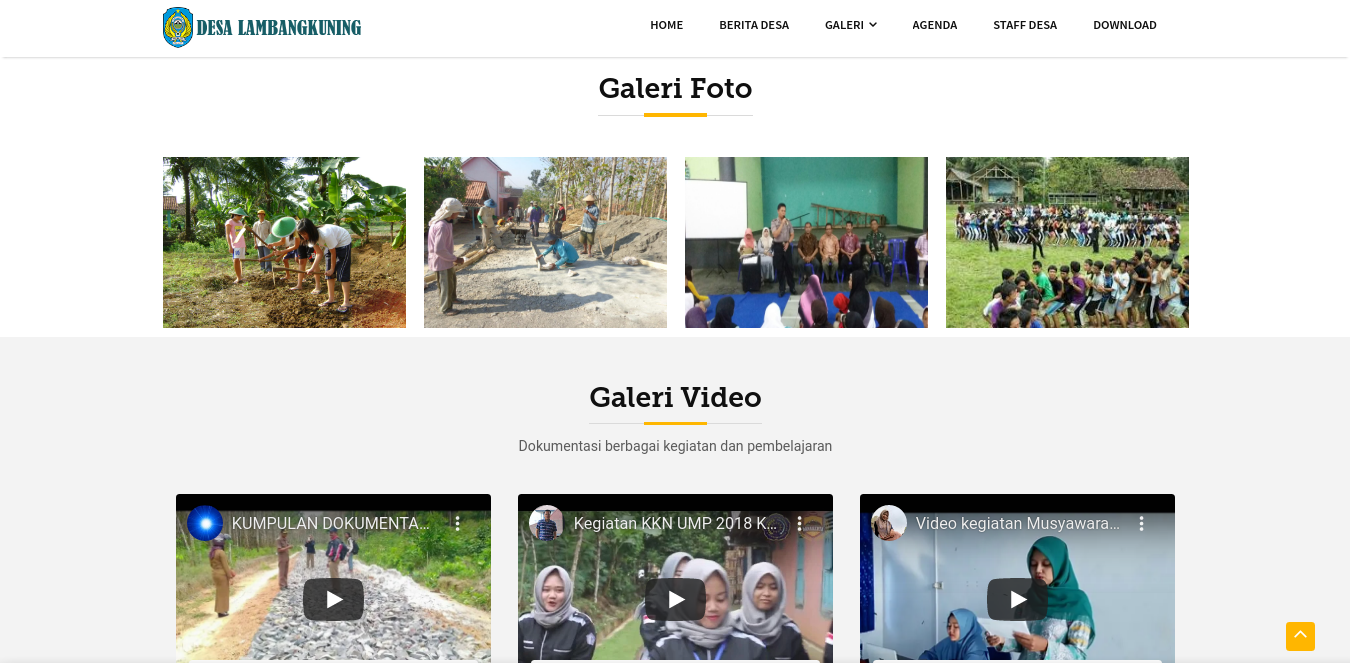 DESA LAMBANGKUNING
HOME
BERITA DESA
GALERI
AGENDA
STAFF DESA
DOWNLOAD
Galeri Foto
Galeri Video
Dokumentasi berbagai kegiatan dan pembelajaran
KUMPULAN DOKUMENTA...
Kegiatan KKN UMP 2018 K...
Video kegiatan Musyawara...